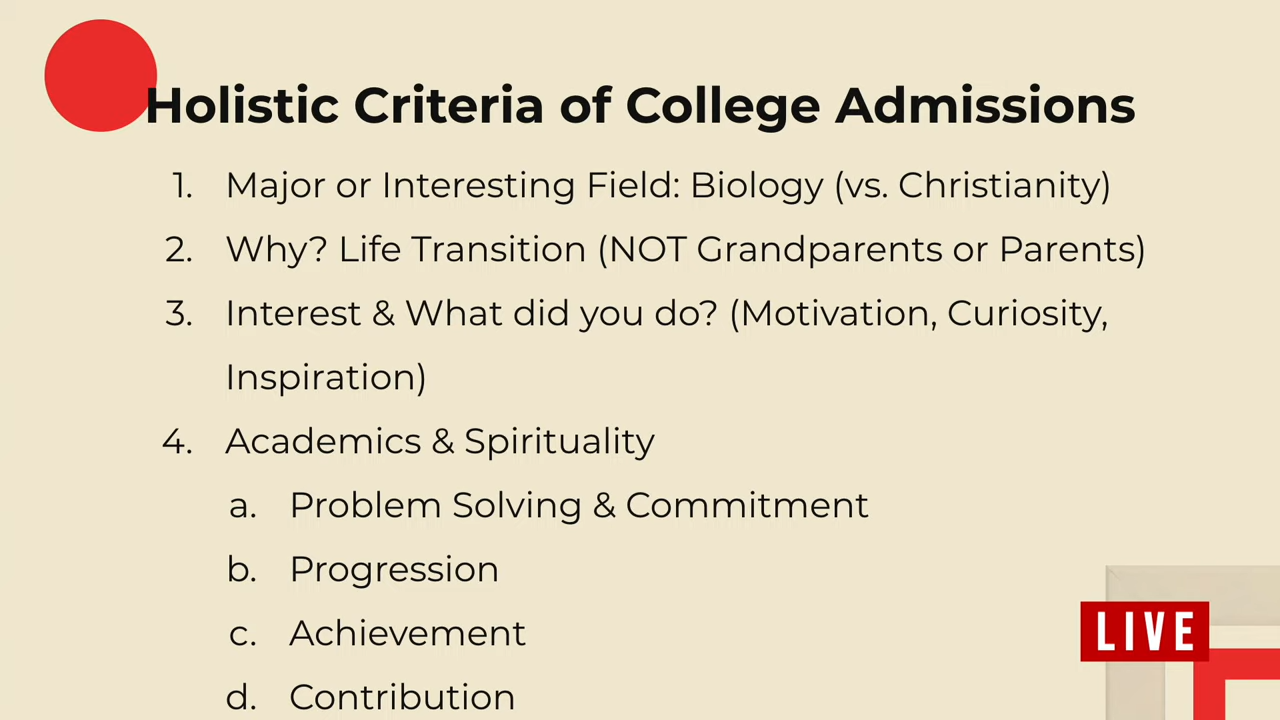 Holistic Criteria of College Admissions
1. Major or Interesting Field: Biology (vs. Christianity)
2. Why? Life Transition (NOT Grandparents or Parents)
3. Interest & What did you do? (Motivation, Curiosity,
Inspiration)
4. Academics & Spirituality
a. Problem Solving & Commitment
b. Progression
c. Achievement
d. Contribution
LIVE